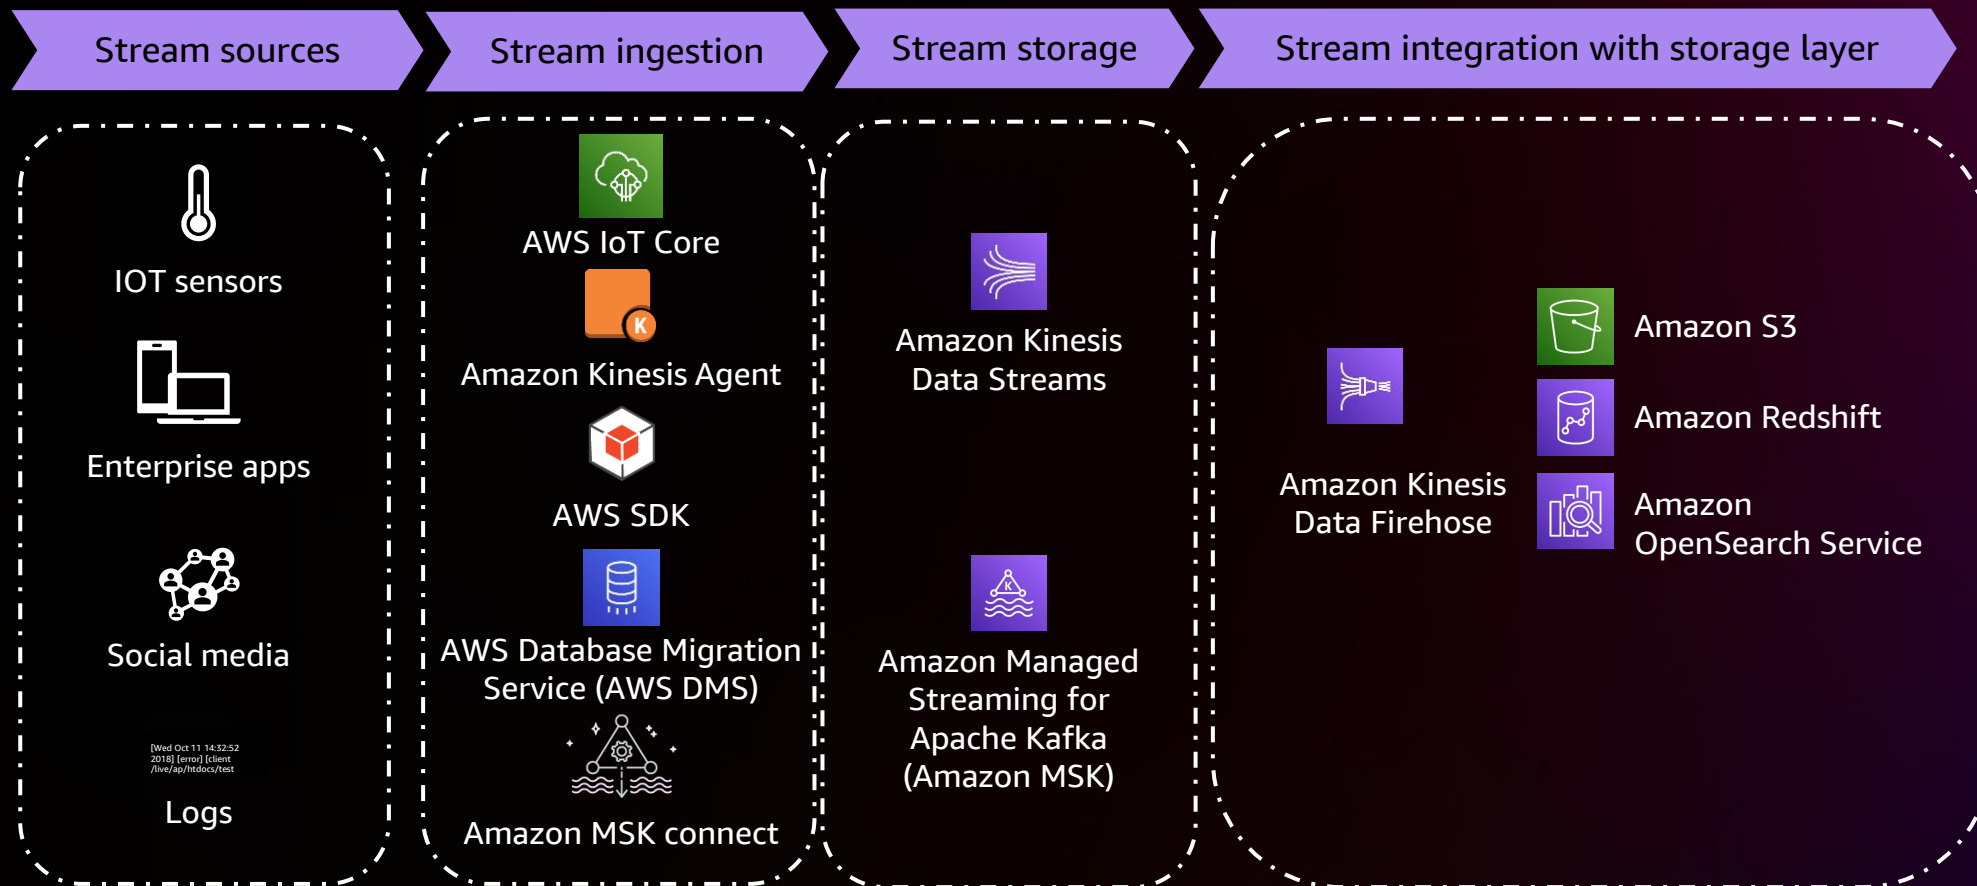 Stream sources
Stream ingestion
Stream storage
Stream integration with storage layer
IOT sensors
Enterprise apps
Social media
[Wed Oct 11 14:32:52
2018] [error] [client
/live/ap/htdocs/test
Logs
AWS IoT Core
K
Amazon Kinesis Agent
AWS SDK
AWS Database Migration
Service (AWS DMS)
Amazon MSK connect
Amazon Kinesis
Data Streams
K
Amazon Managed
Streaming for
Apache Kafka
(Amazon MSK)
Amazon Kinesis
Data Firehose
Amazon S3
Amazon Redshift
Amazon
OpenSearch Service